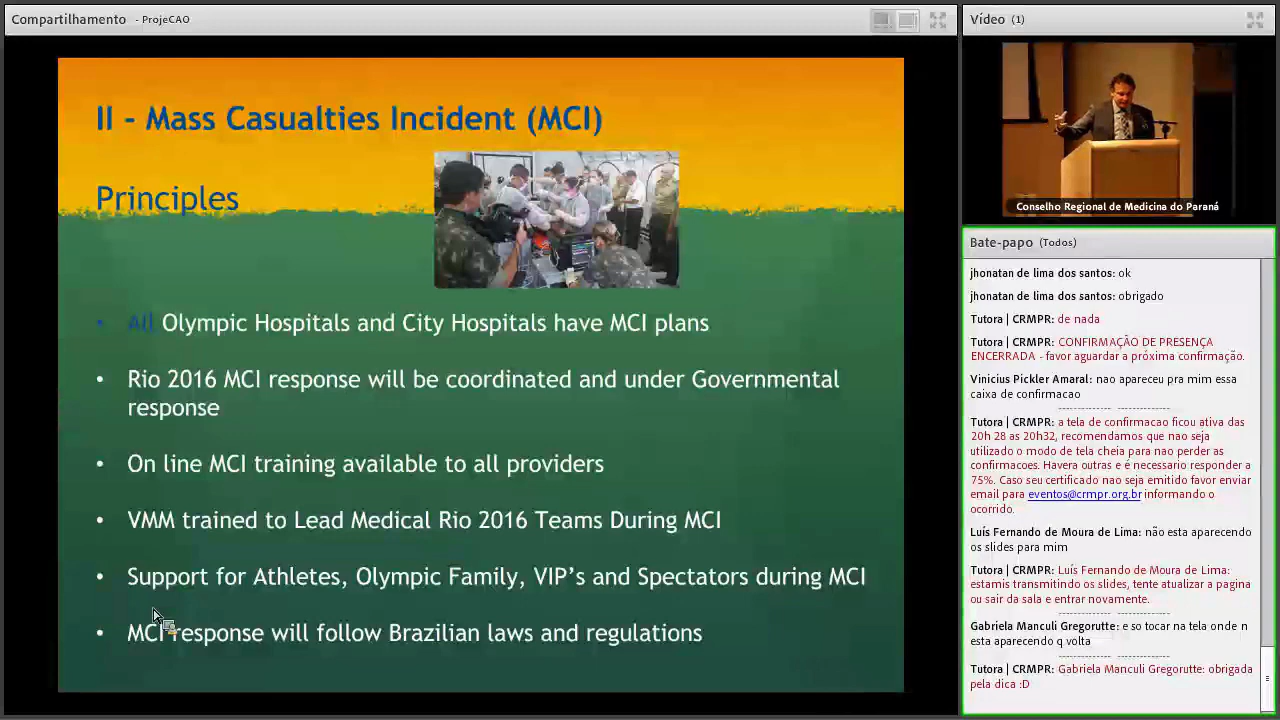 Compartilhamento - ProjeCAO
II - Mass Casualties Incident (MCI)
Principles
• All Olympic Hospitals and City Hospitals have MCI plans
• Rio 2016 MCI response will be coordinated and under Governmental
response
• On line MCI training available to all providers
• VMM trained to Lead Medical Rio 2016 Teams During MCI
• Support for Athletes, Olympic Family, VIP’s and Spectators during MCI
• MCI response will follow Brazilian laws and regulations
Vídeo (1)
Conselho Regional de Medicina do Paraná
Bate-papo (Todos)
jhonatan de lima dos santos: ok
jhonatan de lima dos santos: obrigado
Tutora | CRMPR: de nada
Tutora | CRMPR: CONFIRMAÇÃO DE PRESENÇA
ENCERRADA - favor aguardar a próxima confirmação.
Vinicius Pickler Amaral: nao apareceu pra mim essa
caixa de confirmacao
Tutora | CRMPR: a tela de confirmacao ficou ativa das
20h 28 as 20h32, recomendamos que nao seja
utilizado o modo de tela cheia para nao perder as
confirmacoes. Havera outras e é necessario responder a
75%. Caso seu certificado nao seja emitido favor enviar
email para eventos@crmpr.org.br informando o
ocorrido.
Luís Fernando de Moura de Lima: não esta aparecendo
os slides para mim
Tutora | CRMPR: Luís Fernando de Moura de Lima:
estamis transmitindo os slides, tente atualizar a pagina
ou sair da sala e entrar novamente.
Gabriela Manculi Gregorutte: e so tocar na tela onde n
esta aparecendo q volta
Tutora | CRMPR: Gabriela Manculi Gregorutte: obrigada
pela dica :D